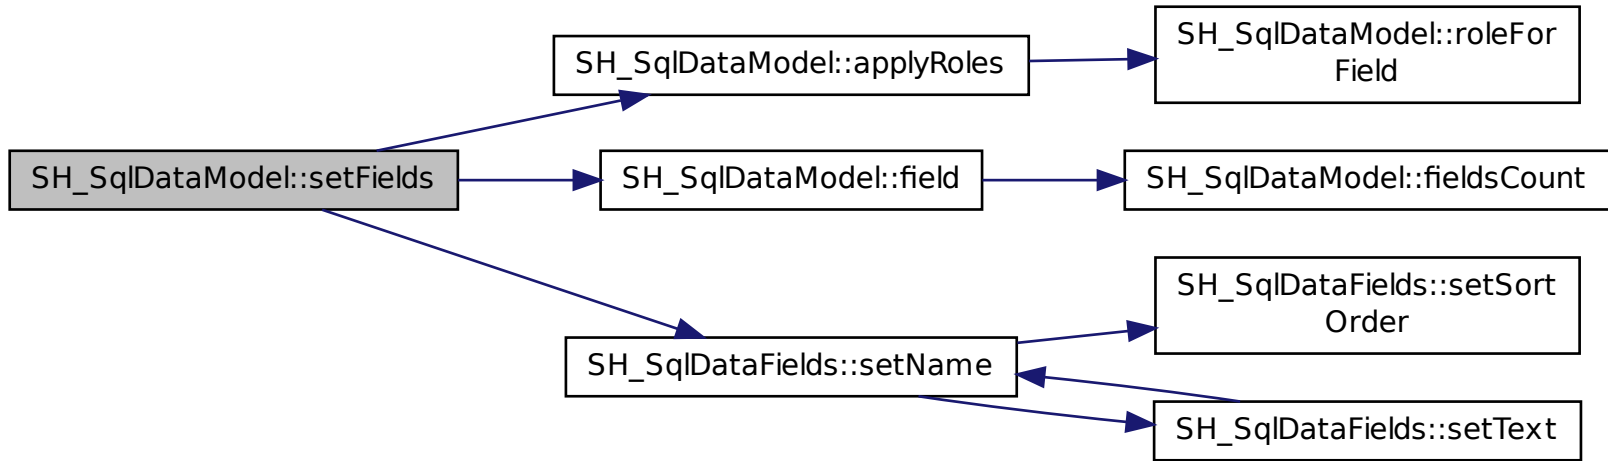 SH_SqlDataModel::setFields
SH_SqlDataModel::applyRoles
SH_SqlDataModel::roleFor
Field
SH_SqlDataModel::field
SH_SqlDataModel::fieldsCount
SH_SqlDataFields::setName
SH_SqlDataFields::setSort
Order
SH_SqlDataFields::setText